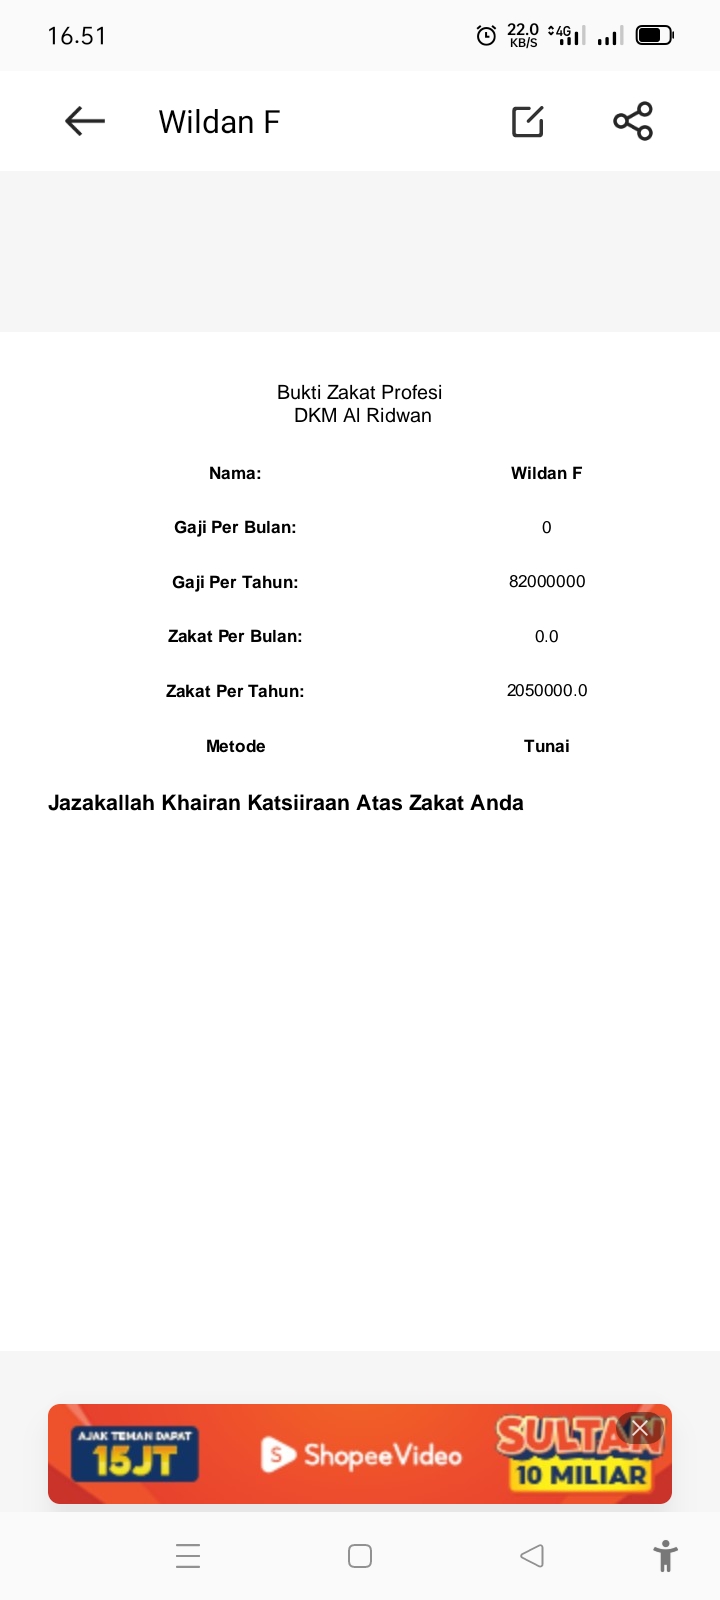 16.51
22.0
KB/S
4G
Wildan F
Bukti Zakat Profesi
DKM Al Ridwan
Nama: Wildan F
Gaji Per Bulan: 0
Gaji Per Tahun: 82000000
Zakat Per Bulan: 0.0
Zakat Per Tahun: 2050000.0
Metode Tunai
Jazakallah Khairan Katsiiraan Atas Zakat Anda
AJAK TEMAN DAPAT
15JT
S
ShopeeVideo
SULTAN
10 MILIAR